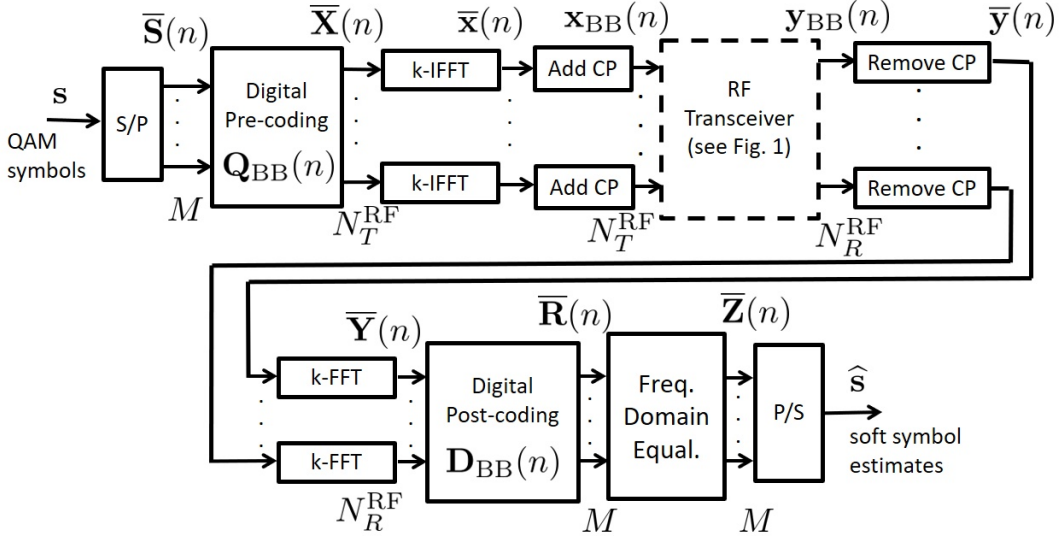 S̅(n)
X̅(n)
x̅(n)
x_BB(n)
y_BB(n)
y̅(n)
s
QAM
symbols
S/P
M
Digital
Pre-coding
Q_BB(n)
N_T^RF
k-IFFT
k-IFFT
Add CP
Add CP
N_T^RF
RF
Transceiver
(see Fig. 1)
N_R^RF
Remove CP
Remove CP
Y̅(n)
R̅(n)
Z̅(n)
k-FFT
k-FFT
N_R^RF
Digital
Post-coding
D_BB(n)
M
Freq.
Domain
Equal.
M
P/S
ŝ
soft symbol
estimates